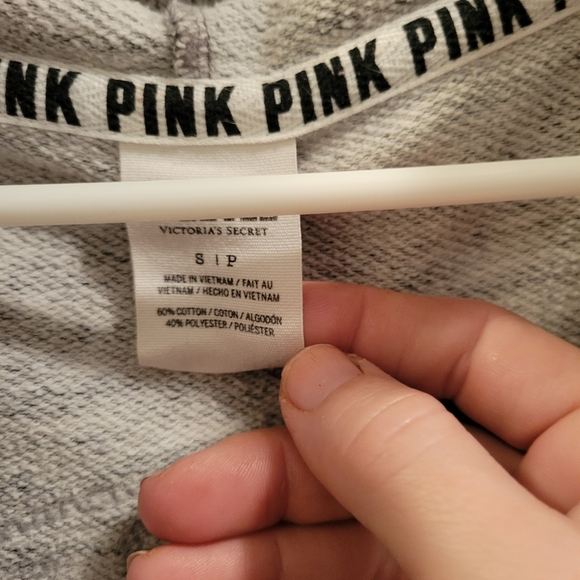 PINK PINK PINK PINK
VICTORIA'S SECRET
S | P
MADE IN VIETNAM / FAIT AU
VIETNAM / HECHO EN VIETNAM
60% COTTON / COTON / ALGODÓN
40% POLYESTER / POLIÉSTER